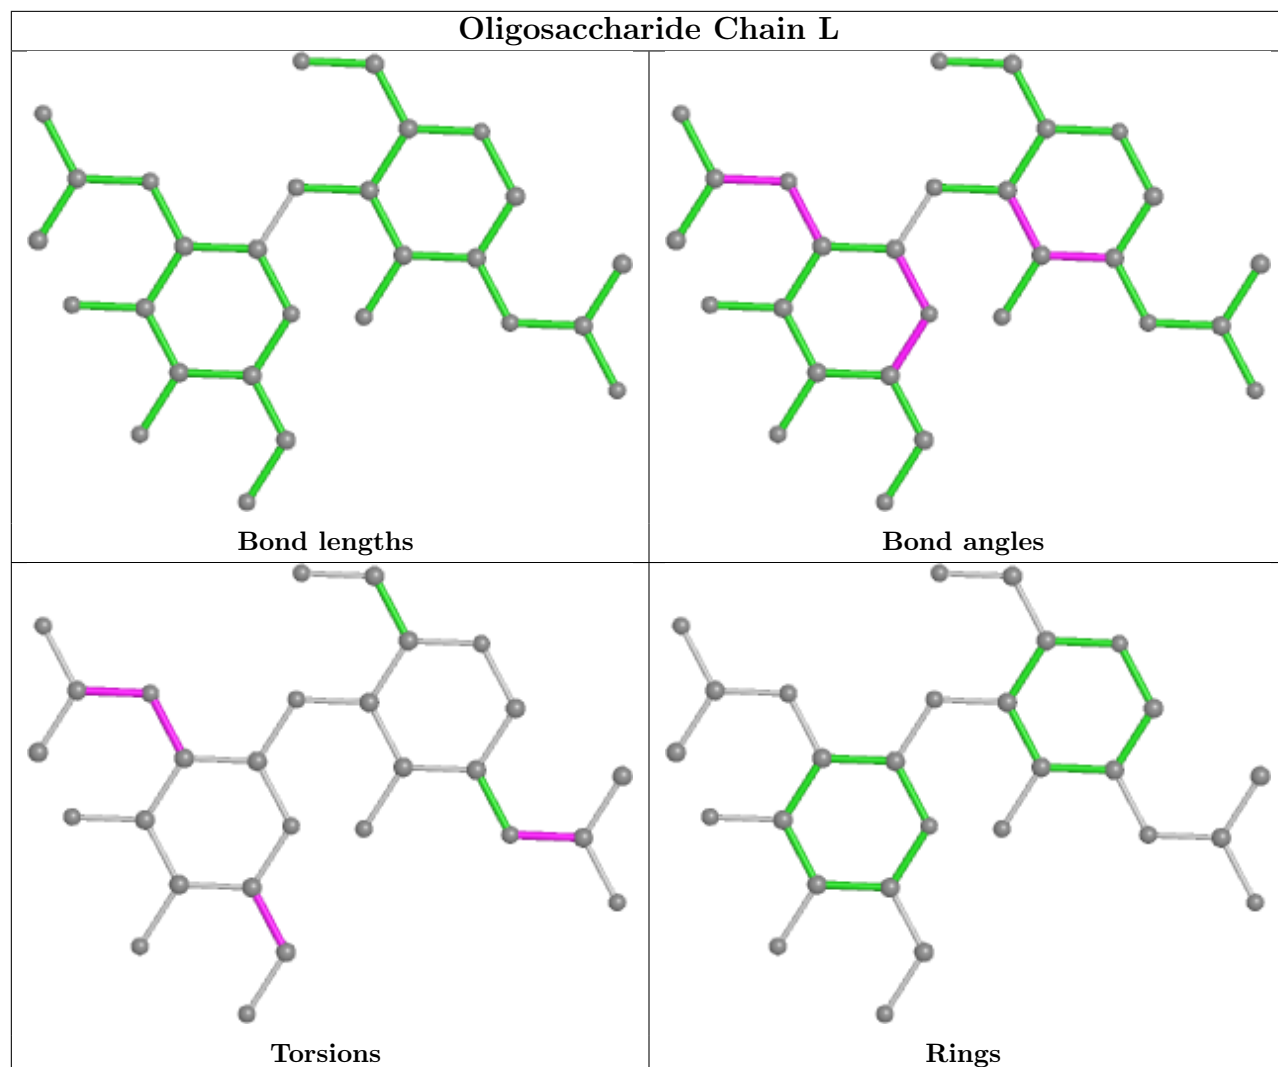 Oligosaccharide Chain L
Bond lengths
Bond angles
Torsions
Rings